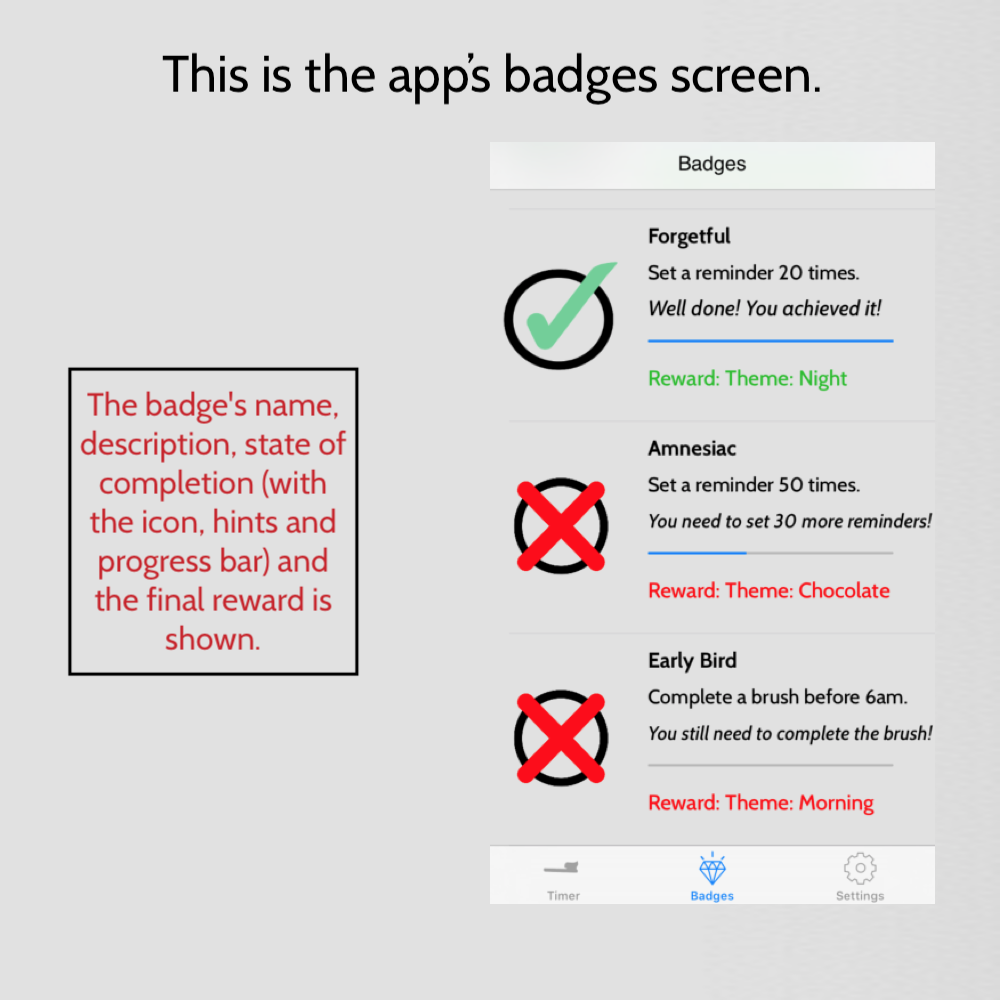 This is the app’s badges screen.
The badge's name,
description, state of
completion (with
the icon, hints and
progress bar) and
the final reward is
shown.
Badges
Forgetful
Set a reminder 20 times.
Well done! You achieved it!
Reward: Theme: Night
Amnesiac
Set a reminder 50 times.
You need to set 30 more reminders!
Reward: Theme: Chocolate
Early Bird
Complete a brush before 6am.
You still need to complete the brush!
Reward: Theme: Morning
Timer
Badges
Settings